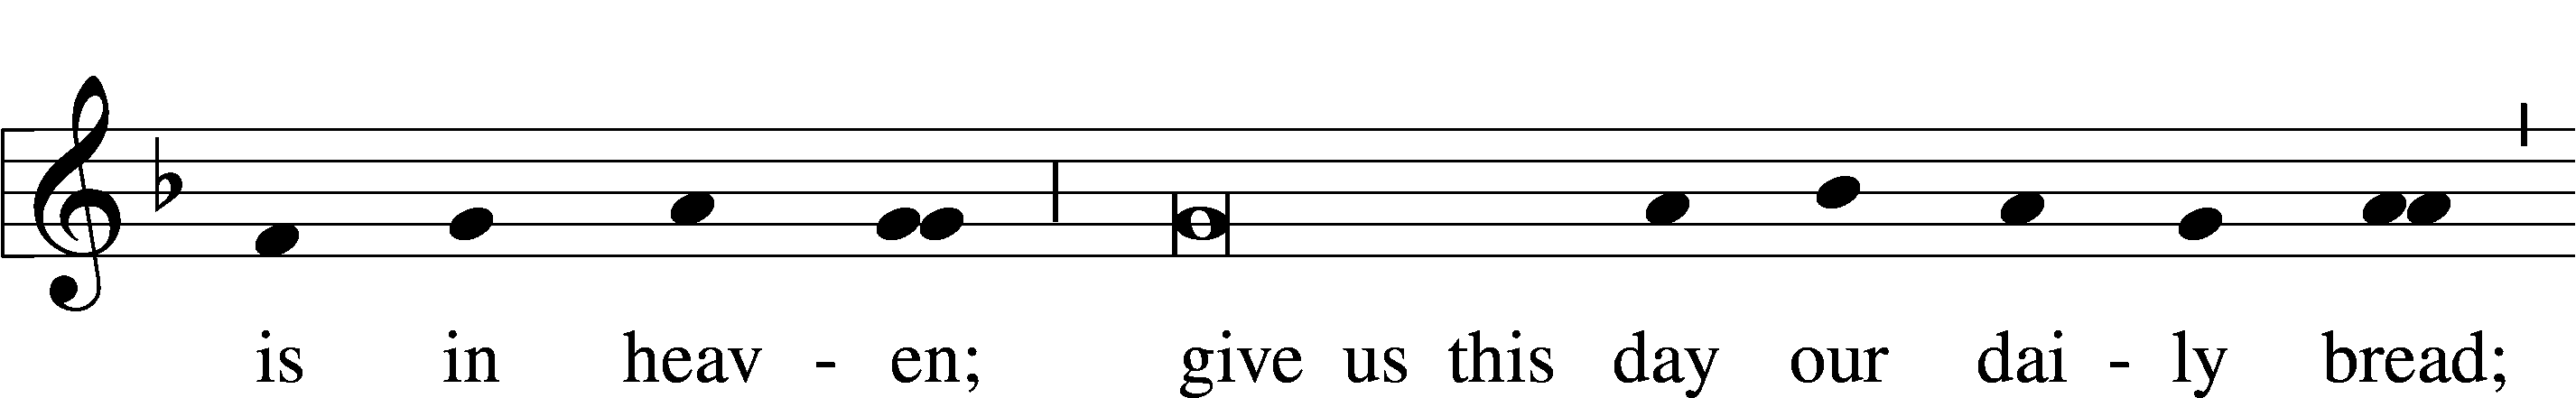 is in heav - en; give us this day our dai - ly bread;